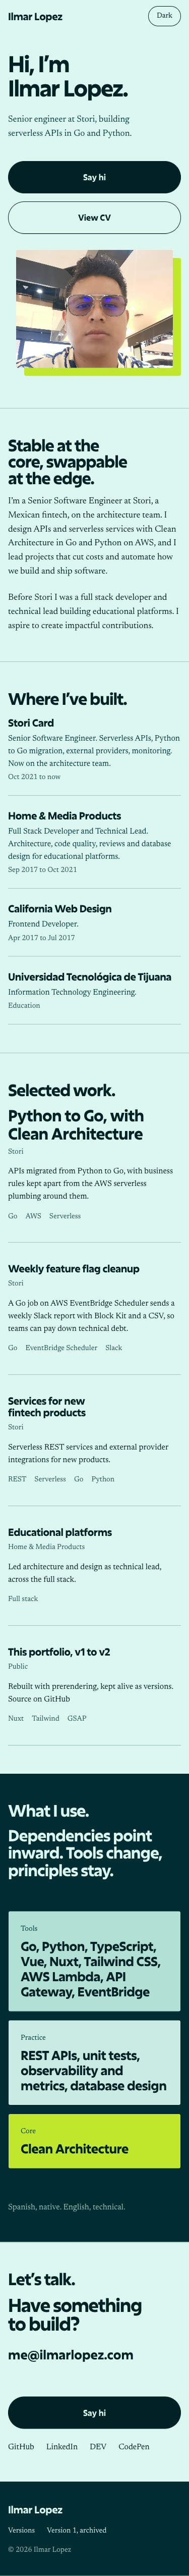 Ilmar Lopez
Dark
Hi, I'm
Ilmar Lopez.
Senior engineer at Stori, building
serverless APIs in Go and Python.
Say hi
View CV
Stable at the
core, swappable
at the edge.
I'm a Senior Software Engineer at Stori, a
Mexican fintech, on the architecture team. I
design APIs and serverless services with Clean
Architecture in Go and Python on AWS, and I
lead projects that cut costs and automate how
we build and ship software.
Before Stori I was a full stack developer and
technical lead building educational platforms. I
aspire to create impactful contributions.
Where I've built.
Stori Card
Senior Software Engineer. Serverless APIs, Python
to Go migration, external providers, monitoring.
Now on the architecture team.
Oct 2021 to now
Home & Media Products
Full Stack Developer and Technical Lead.
Architecture, code quality, reviews and database
design for educational platforms.
Sep 2017 to Oct 2021
California Web Design
Frontend Developer.
Apr 2017 to Jul 2017
Universidad Tecnológica de Tijuana
Information Technology Engineering.
Education
Selected work.
Python to Go, with
Clean Architecture
Stori
APIs migrated from Python to Go, with business
rules kept apart from the AWS serverless
plumbing around them.
Go AWS Serverless
Weekly feature flag cleanup
Stori
A Go job on AWS EventBridge Scheduler sends a
weekly Slack report with Block Kit and a CSV, so
teams can pay down technical debt.
Go EventBridge Scheduler Slack
Services for new
fintech products
Stori
Serverless REST services and external provider
integrations for new products.
REST Serverless Go Python
Educational platforms
Home & Media Products
Led architecture and design as technical lead,
across the full stack.
Full stack
This portfolio, v1 to v2
Public
Rebuilt with prerendering, kept alive as versions.
Source on GitHub
Nuxt Tailwind GSAP
What I use.
Dependencies point
inward. Tools change,
principles stay.
Tools
Go, Python, TypeScript,
Vue, Nuxt, Tailwind CSS,
AWS Lambda, API
Gateway, EventBridge
Practice
REST APIs, unit tests,
observability and
metrics, database design
Core
Clean Architecture
Spanish, native. English, technical.
Let's talk.
Have something
to build?
me@ilmarlopez.com
Say hi
GitHub LinkedIn DEV CodePen
Ilmar Lopez
Versions Version 1, archived
© 2026 Ilmar Lopez